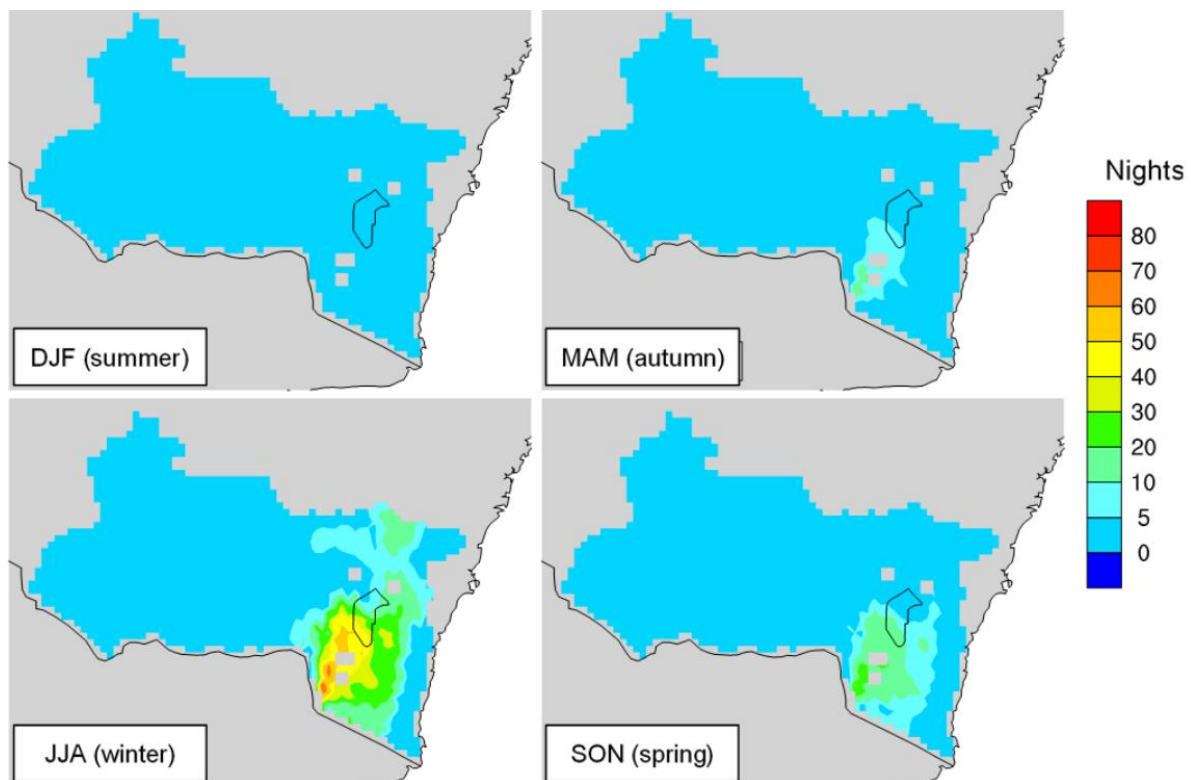 DJF (summer)
MAM (autumn)
Nights
80
70
60
50
40
30
20
10
5
0
JJA (winter)
SON (spring)